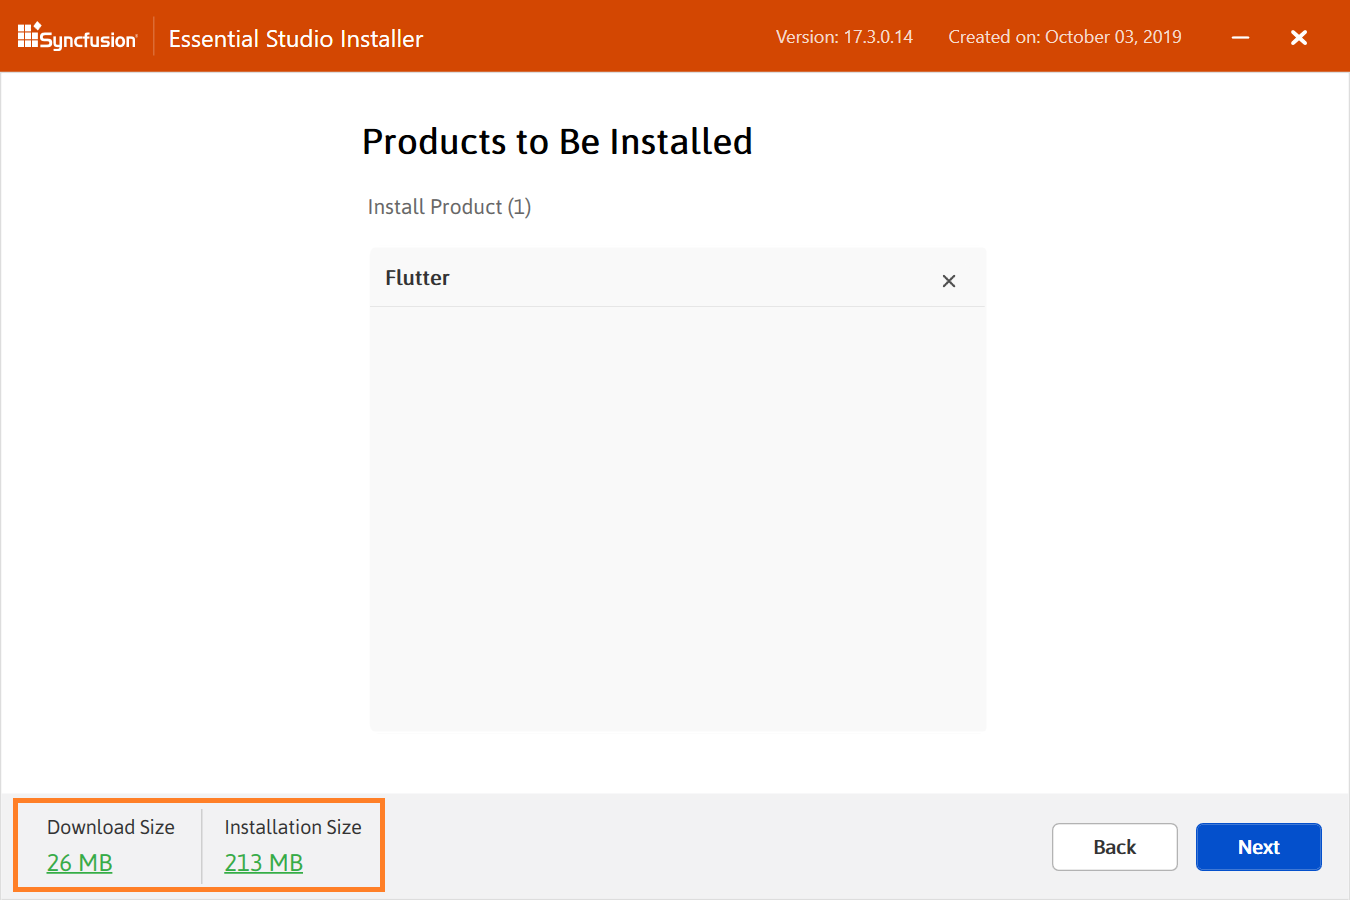 Syncfusion
Essential Studio Installer
Version: 17.3.0.14
Created on: October 03, 2019
Products to Be Installed
Install Product (1)
Flutter
Download Size
Installation Size
26 MB
213 MB
Back
Next